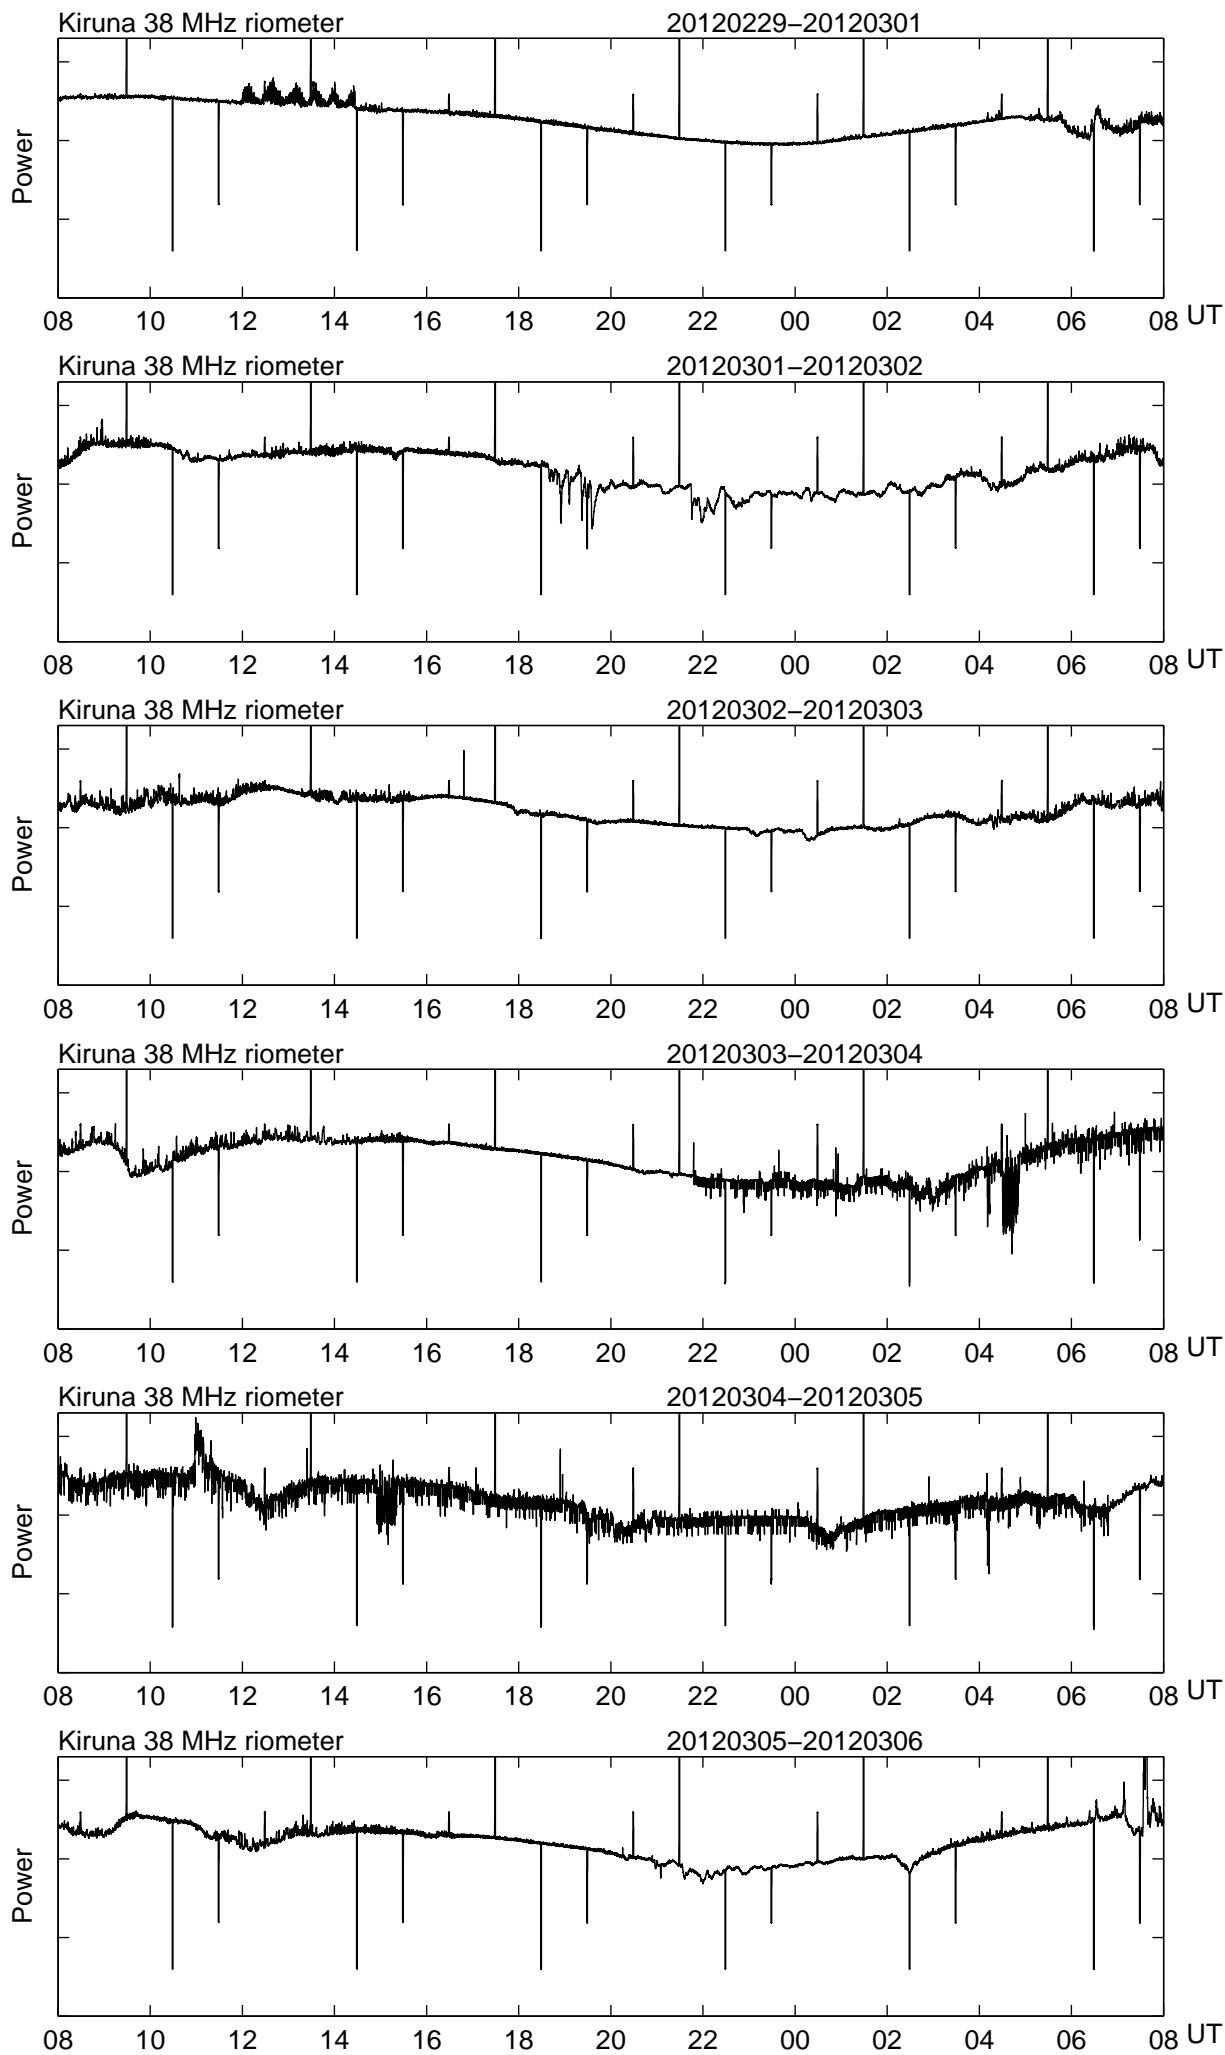 Kiruna 38 MHz riometer 20120229−20120301
Power
08 10 12 14 16 18 20 22 00 02 04 06 08 UT
Kiruna 38 MHz riometer 20120301−20120302
Power
08 10 12 14 16 18 20 22 00 02 04 06 08 UT
Kiruna 38 MHz riometer 20120302−20120303
Power
08 10 12 14 16 18 20 22 00 02 04 06 08 UT
Kiruna 38 MHz riometer 20120303−20120304
Power
08 10 12 14 16 18 20 22 00 02 04 06 08 UT
Kiruna 38 MHz riometer 20120304−20120305
Power
08 10 12 14 16 18 20 22 00 02 04 06 08 UT
Kiruna 38 MHz riometer 20120305−20120306
Power
08 10 12 14 16 18 20 22 00 02 04 06 08 UT